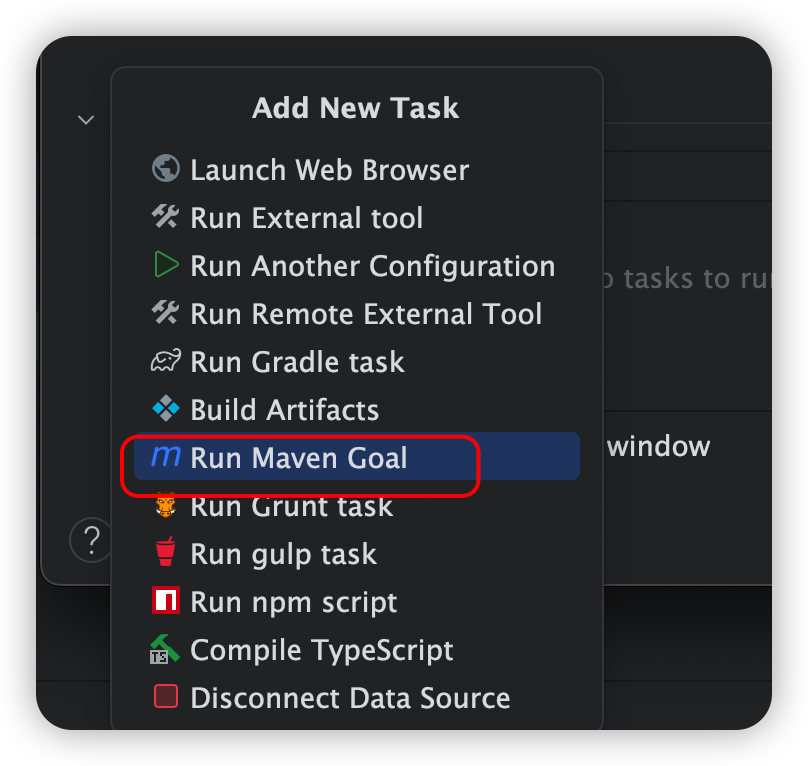 Add New Task
Launch Web Browser
Run External tool
Run Another Configuration
Run Remote External Tool
tasks to
Run Gradle task
Build Artifacts
window
m Run Maven Goal
Run Grunt task
? Run gulp task
Run npm script
TS Compile TypeScript
Disconnect Data Source